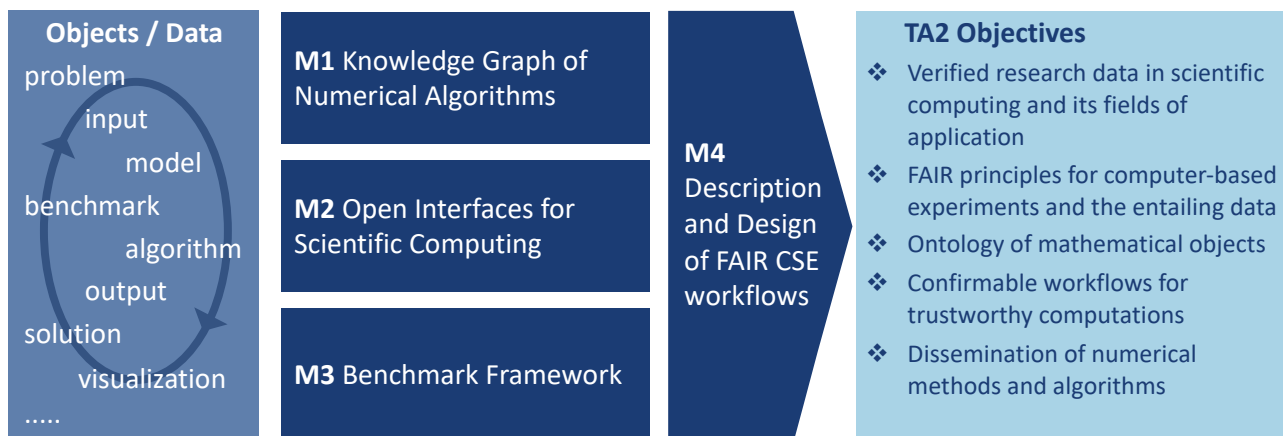 Objects / Data
problem
input
model
benchmark
algorithm
output
solution
visualization
.....
M1 Knowledge Graph of
Numerical Algorithms
M2 Open Interfaces for
Scientific Computing
M3 Benchmark Framework
M4
Description
and Design
of FAIR CSE
workflows
TA2 Objectives
❖ Verified research data in scientific
computing and its fields of
application
❖ FAIR principles for computer-based
experiments and the entailing data
❖ Ontology of mathematical objects
❖ Confirmable workflows for
trustworthy computations
❖ Dissemination of numerical
methods and algorithms